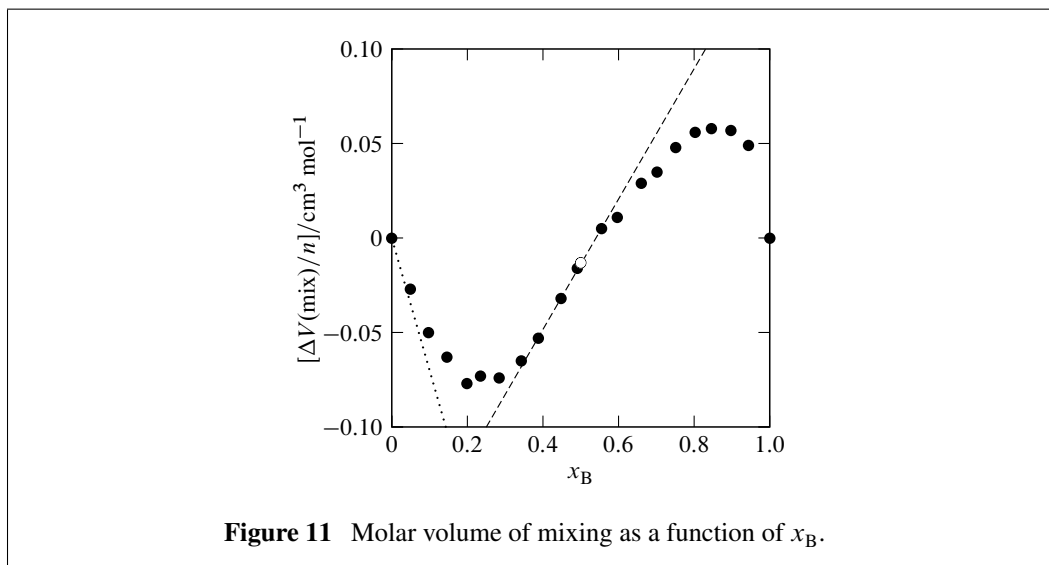 0.10
0.05
0
−0.05
−0.10
[ΔV(mix)/n]/cm³ mol⁻¹
0 0.2 0.4 0.6 0.8 1.0
x_B
Figure 11 Molar volume of mixing as a function of x_B.